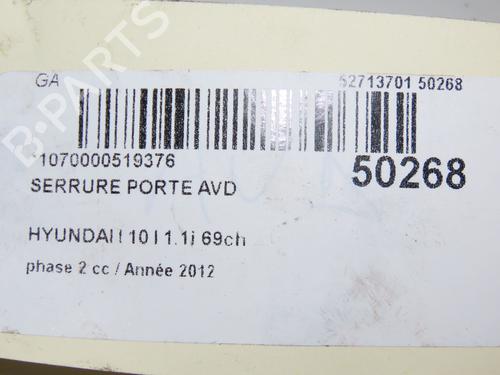 GA
52713701 50268
*1070000519376
50268
SERRURE PORTE AVD
HYUNDAI I 10 I 1.1i 69ch
phase 2 cc / Année 2012
B-PARTS